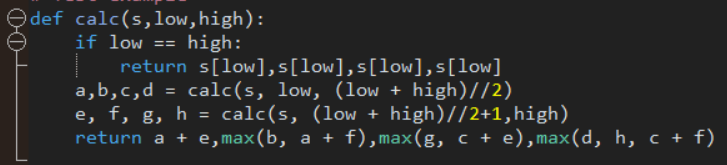 def calc(s,low,high):
    if low == high:
        return s[low],s[low],s[low],s[low]
    a,b,c,d = calc(s, low, (low + high)//2)
    e, f, g, h = calc(s, (low + high)//2+1,high)
    return a + e,max(b, a + f),max(g, c + e),max(d, h, c + f)